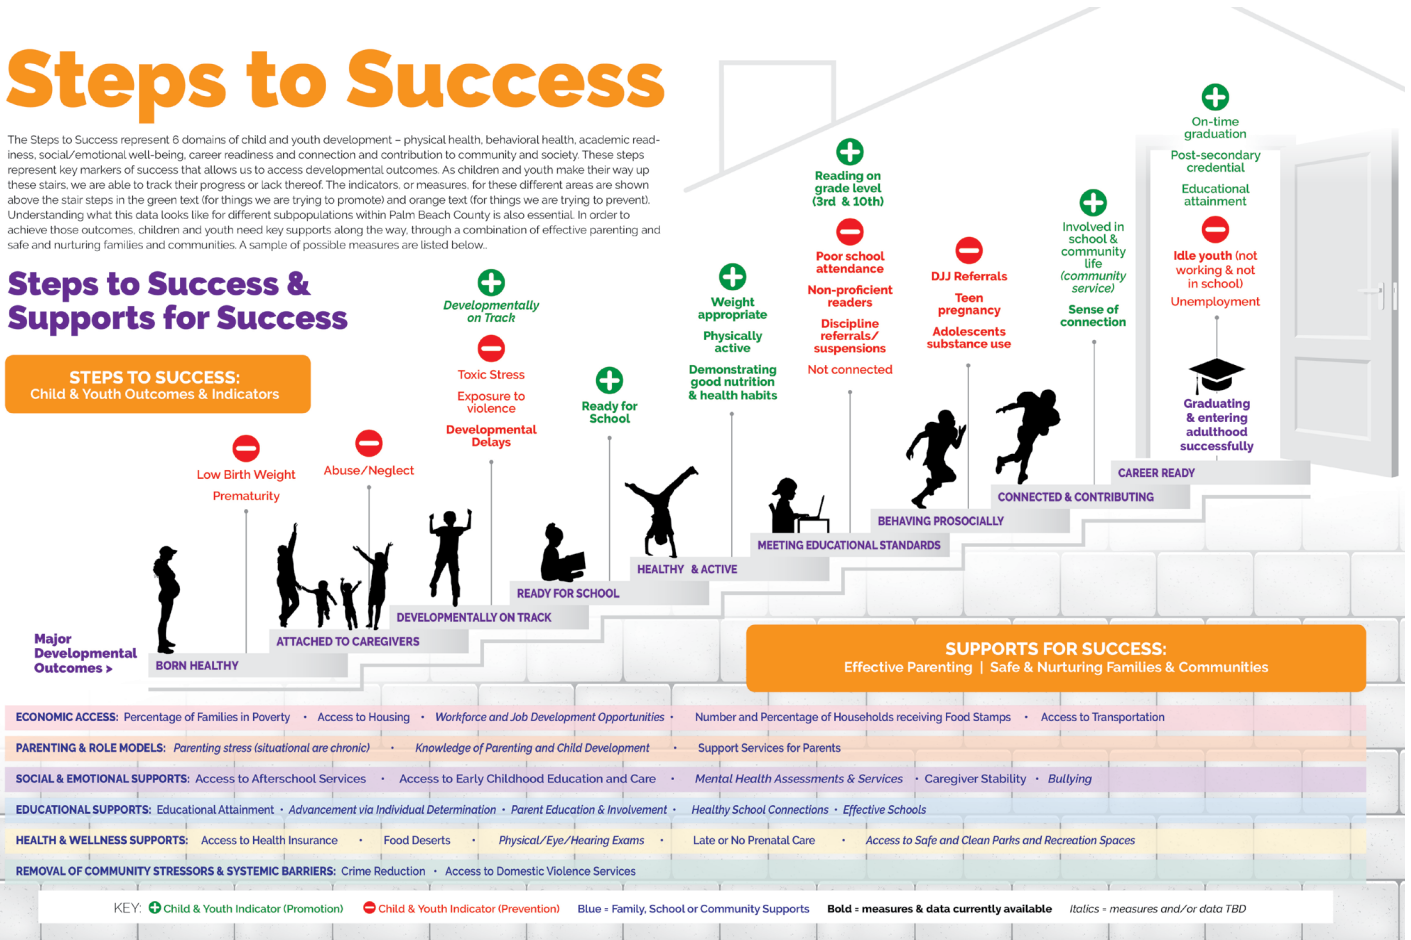 Steps to Success
The Steps to Success represent 6 domains of child and youth development – physical health, behavioral health, academic read-
iness, social/emotional well-being, career readiness and connection and contribution to community and society. These steps
represent key markers of success that allows us to access developmental outcomes. As children and youth make their way up
these stairs, we are able to track their progress or lack thereof. The indicators, or measures, for these different areas are shown
above the stair steps in the green text (for things we are trying to promote) and orange text (for things we are trying to prevent).
Understanding what this data looks like for different subpopulations within Palm Beach County is also essential. In order to
achieve those outcomes, children and youth need key supports along the way, through a combination of effective parenting and
safe and nurturing families and communities. A sample of possible measures are listed below..
Steps to Success &
Supports for Success
STEPS TO SUCCESS:
Child & Youth Outcomes & Indicators
Low Birth Weight
Prematurity
Abuse/Neglect
Developmentally
on Track
Toxic Stress
Exposure to
violence
Developmental
Delays
Ready for
School
Weight
appropriate
Physically
active
Demonstrating
good nutrition
& health habits
Reading on
grade level
(3rd & 10th)
Poor school
attendance
Non-proficient
readers
Discipline
referrals/
suspensions
Not connected
DJJ Referrals
Teen
pregnancy
Adolescents
substance use
Involved in
school &
community
life
(community
service)
Sense of
connection
On-time
graduation
Post-secondary
credential
Educational
attainment
Idle youth (not
working & not
in school)
Unemployment
Graduating
& entering
adulthood
successfully
Major
Developmental
Outcomes >
BORN HEALTHY
ATTACHED TO CAREGIVERS
DEVELOPMENTALLY ON TRACK
READY FOR SCHOOL
HEALTHY & ACTIVE
MEETING EDUCATIONAL STANDARDS
BEHAVING PROSOCIALLY
CONNECTED & CONTRIBUTING
CAREER READY
SUPPORTS FOR SUCCESS:
Effective Parenting | Safe & Nurturing Families & Communities
ECONOMIC ACCESS: Percentage of Families in Poverty • Access to Housing • Workforce and Job Development Opportunities • Number and Percentage of Households receiving Food Stamps • Access to Transportation
PARENTING & ROLE MODELS: Parenting stress (situational are chronic) • Knowledge of Parenting and Child Development • Support Services for Parents
SOCIAL & EMOTIONAL SUPPORTS: Access to Afterschool Services • Access to Early Childhood Education and Care • Mental Health Assessments & Services • Caregiver Stability • Bullying
EDUCATIONAL SUPPORTS: Educational Attainment • Advancement via Individual Determination • Parent Education & Involvement • Healthy School Connections • Effective Schools
HEALTH & WELLNESS SUPPORTS: Access to Health Insurance • Food Deserts • Physical/Eye/Hearing Exams • Late or No Prenatal Care • Access to Safe and Clean Parks and Recreation Spaces
REMOVAL OF COMMUNITY STRESSORS & SYSTEMIC BARRIERS: Crime Reduction • Access to Domestic Violence Services
KEY: Child & Youth Indicator (Promotion) Child & Youth Indicator (Prevention) Blue = Family, School or Community Supports Bold = measures & data currently available Italics = measures and/or data TBD